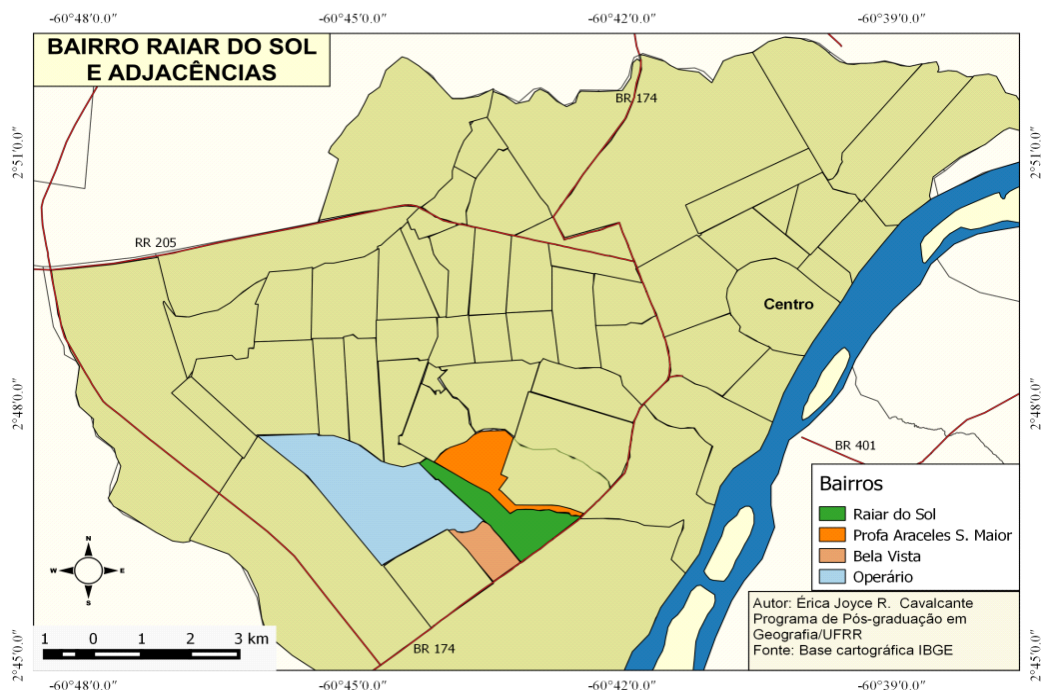 -60°48'0.0" -60°45'0.0" -60°42'0.0" -60°39'0.0"
BAIRRO RAIAR DO SOL
E ADJACÊNCIAS
BR 174
2°51'0.0" 2°51'0.0"
RR 205
Centro
2°48'0.0" 2°48'0.0"
BR 401
Bairros
Raiar do Sol
Profa Araceles S. Maior
Bela Vista
Operário
N
W E
S
Autor: Érica Joyce R. Cavalcante
Programa de Pós-graduação em
Geografia/UFRR
Fonte: Base cartográfica IBGE
1 0 1 2 3 km
BR 174
2°45'0.0" 2°45'0.0"
-60°48'0.0" -60°45'0.0" -60°42'0.0" -60°39'0.0"